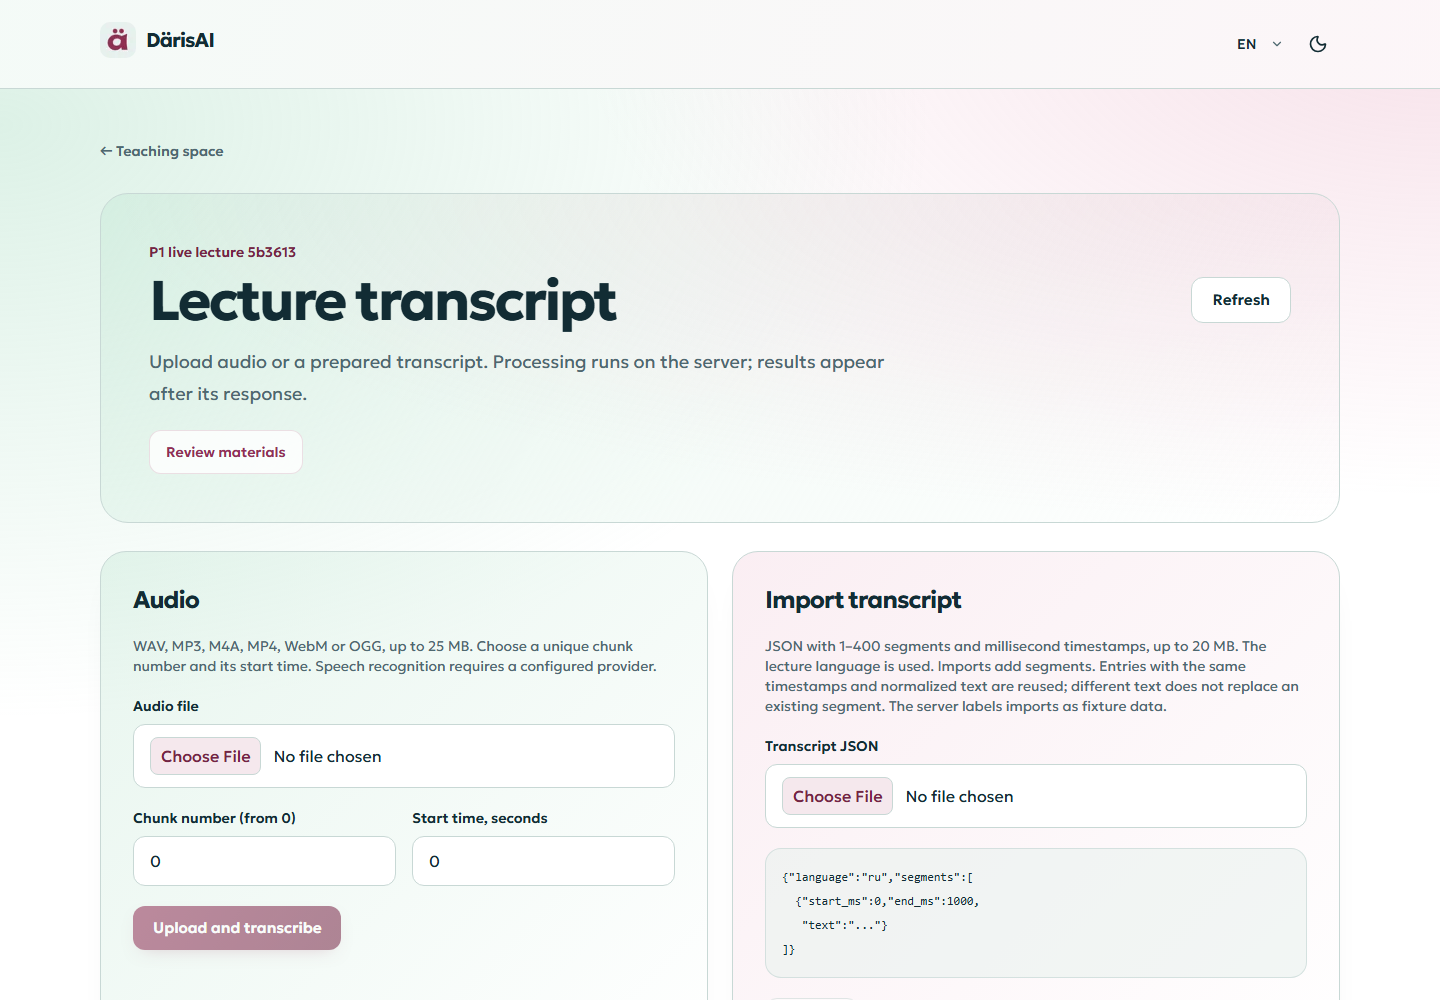 ä DärisAI
EN
← Teaching space
P1 live lecture 5b3613
Lecture transcript
Refresh
Upload audio or a prepared transcript. Processing runs on the server; results appear
after its response.
Review materials
Audio
WAV, MP3, M4A, MP4, WebM or OGG, up to 25 MB. Choose a unique chunk
number and its start time. Speech recognition requires a configured provider.
Audio file
Choose File No file chosen
Chunk number (from 0) Start time, seconds
0 0
Upload and transcribe
Import transcript
JSON with 1–400 segments and millisecond timestamps, up to 20 MB. The
lecture language is used. Imports add segments. Entries with the same
timestamps and normalized text are reused; different text does not replace an
existing segment. The server labels imports as fixture data.
Transcript JSON
Choose File No file chosen
{"language":"ru","segments":[
{"start_ms":0,"end_ms":1000,
"text":"..."}
]}